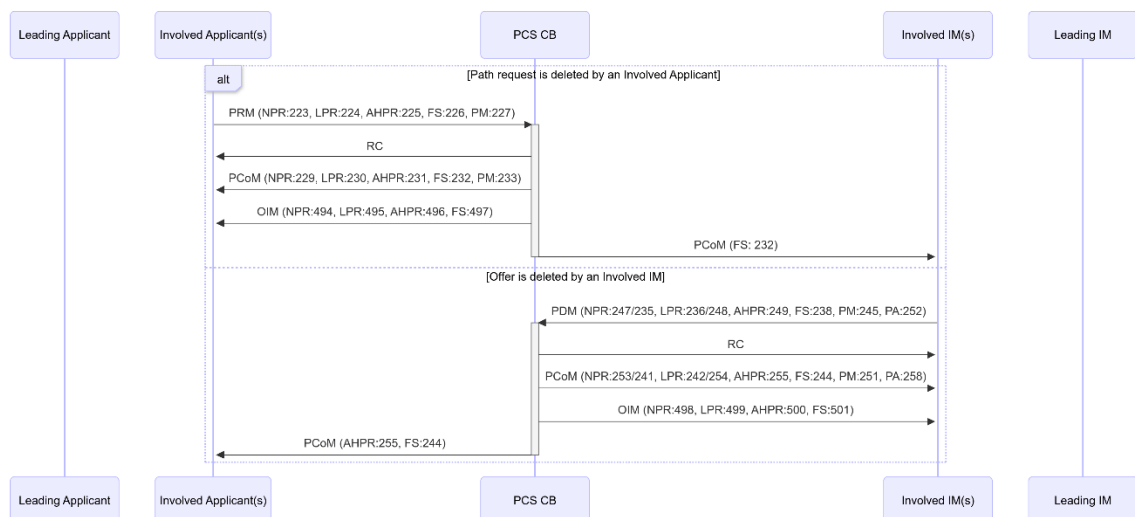 Leading Applicant
Involved Applicant(s)
PCS CB
Involved IM(s)
Leading IM
alt
[Path request is deleted by an Involved Applicant]
PRM (NPR:223, LPR:224, AHPR:225, FS:226, PM:227)
RC
PCoM (NPR:229, LPR:230, AHPR:231, FS:232, PM:233)
OIM (NPR:494, LPR:495, AHPR:496, FS:497)
PCoM (FS: 232)
[Offer is deleted by an Involved IM]
PDM (NPR:247/235, LPR:236/248, AHPR:249, FS:238, PM:245, PA:252)
RC
PCoM (NPR:253/241, LPR:242/254, AHPR:255, FS:244, PM:251, PA:258)
OIM (NPR:498, LPR:499, AHPR:500, FS:501)
PCoM (AHPR:255, FS:244)
Leading Applicant
Involved Applicant(s)
PCS CB
Involved IM(s)
Leading IM